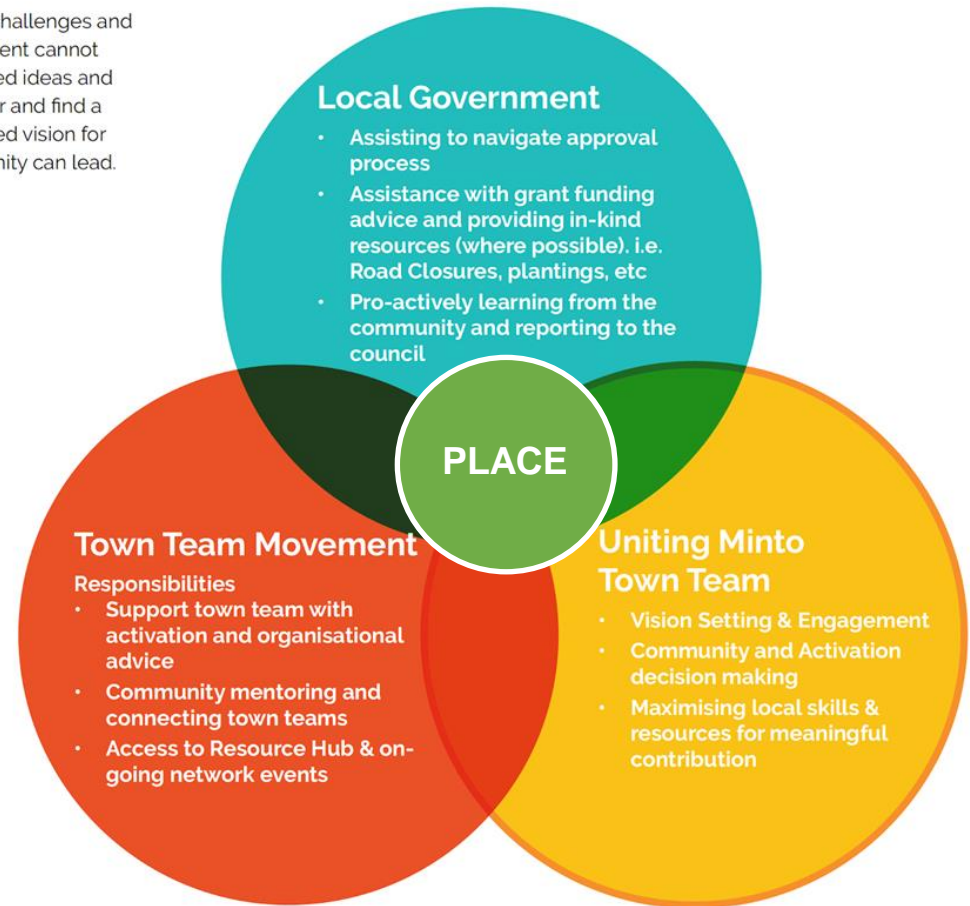 hallenges and
ent cannot
ed ideas and
r and find a
ed vision for
nity can lead.
Local Government
• Assisting to navigate approval
process
• Assistance with grant funding
advice and providing in-kind
resources (where possible). i.e.
Road Closures, plantings, etc
• Pro-actively learning from the
community and reporting to the
council
PLACE
Town Team Movement
Responsibilities
• Support town team with
activation and organisational
advice
• Community mentoring and
connecting town teams
• Access to Resource Hub & on-
going network events
Uniting Minto
Town Team
• Vision Setting & Engagement
• Community and Activation
decision making
• Maximising local skills &
resources for meaningful
contribution